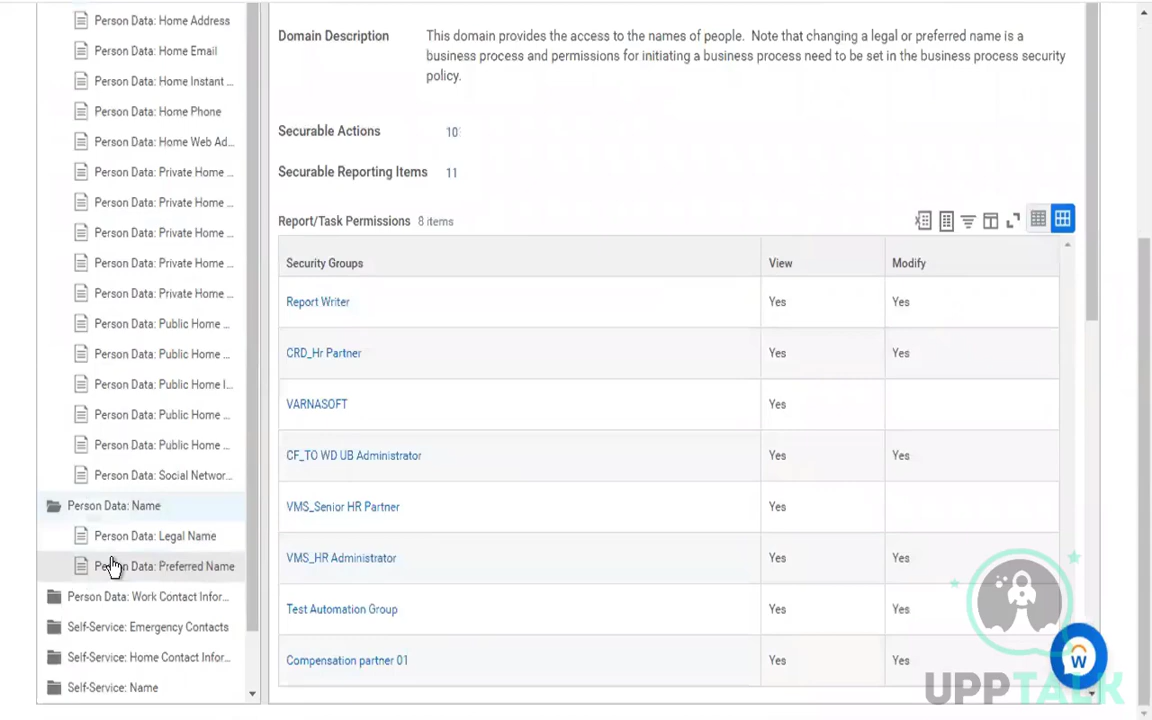 Person Data: Home Address
Person Data: Home Email
Person Data: Home Instant ...
Person Data: Home Phone
Person Data: Home Web Ad...
Person Data: Private Home ...
Person Data: Private Home ...
Person Data: Private Home ...
Person Data: Private Home ...
Person Data: Private Home ...
Person Data: Public Home ...
Person Data: Public Home ...
Person Data: Public Home I...
Person Data: Public Home ...
Person Data: Public Home ...
Person Data: Social Networ...
Person Data: Name
Person Data: Legal Name
Person Data: Preferred Name
Person Data: Work Contact Infor...
Self-Service: Emergency Contacts
Self-Service: Home Contact Infor...
Self-Service: Name
Domain Description
This domain provides the access to the names of people. Note that changing a legal or preferred name is a
business process and permissions for initiating a business process need to be set in the business process security
policy.
Securable Actions 10
Securable Reporting Items 11
Report/Task Permissions 8 items
Security Groups View Modify
Report Writer Yes Yes
CRD_Hr Partner Yes Yes
VARNASOFT Yes
CF_TO WD UB Administrator Yes Yes
VMS_Senior HR Partner Yes
VMS_HR Administrator Yes Yes
Test Automation Group Yes Yes
Compensation partner 01 Yes Yes
W
UPPTALK